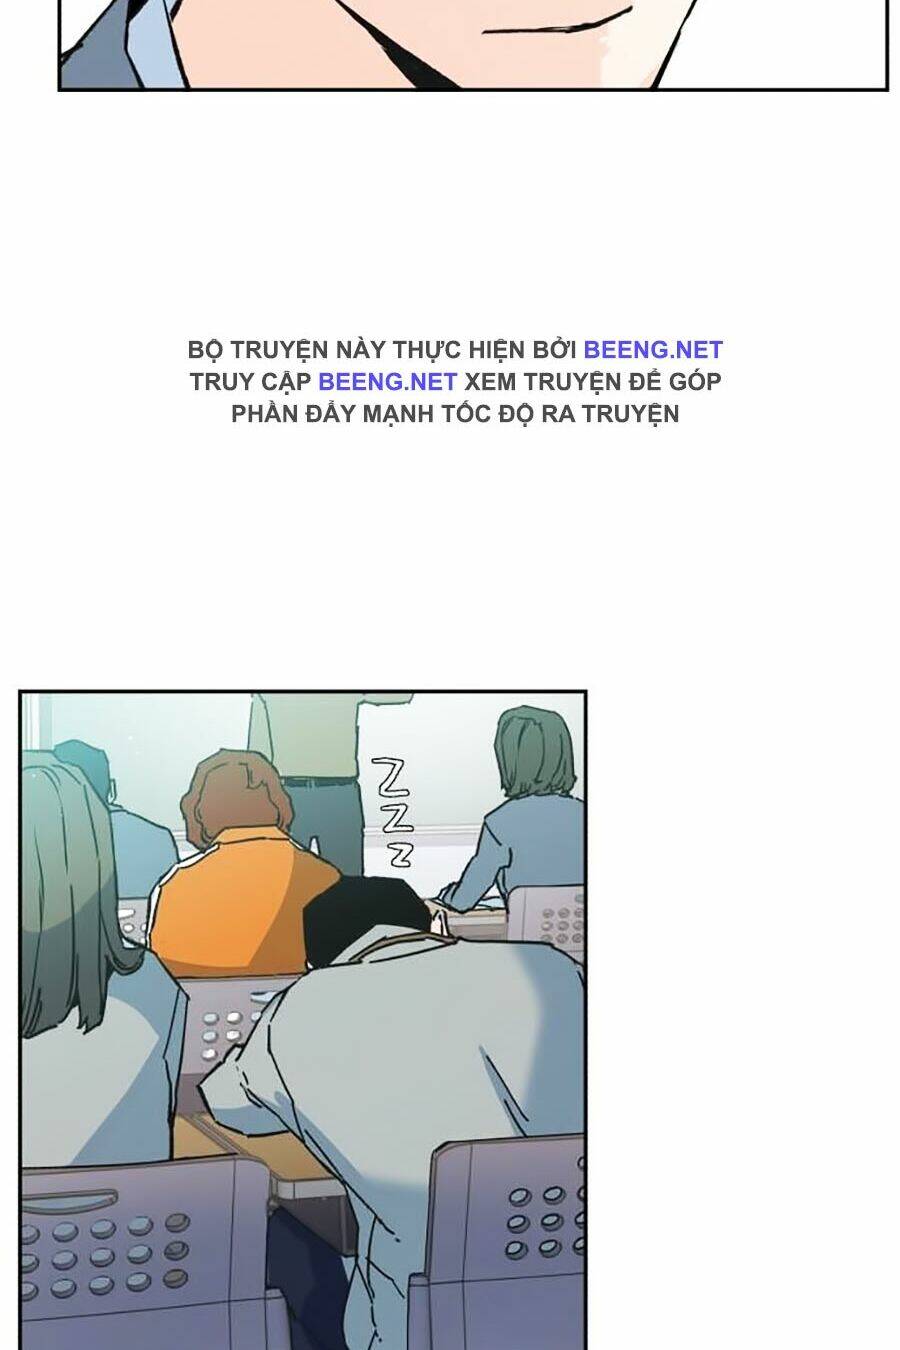 BỘ TRUYỆN NÀY THỰC HIỆN BỞI BEENG.NET
TRUY CẬP BEENG.NET XEM TRUYỆN ĐỂ GÓP
PHẦN ĐẨY MẠNH TỐC ĐỘ RA TRUYỆN
Z
Z
Z